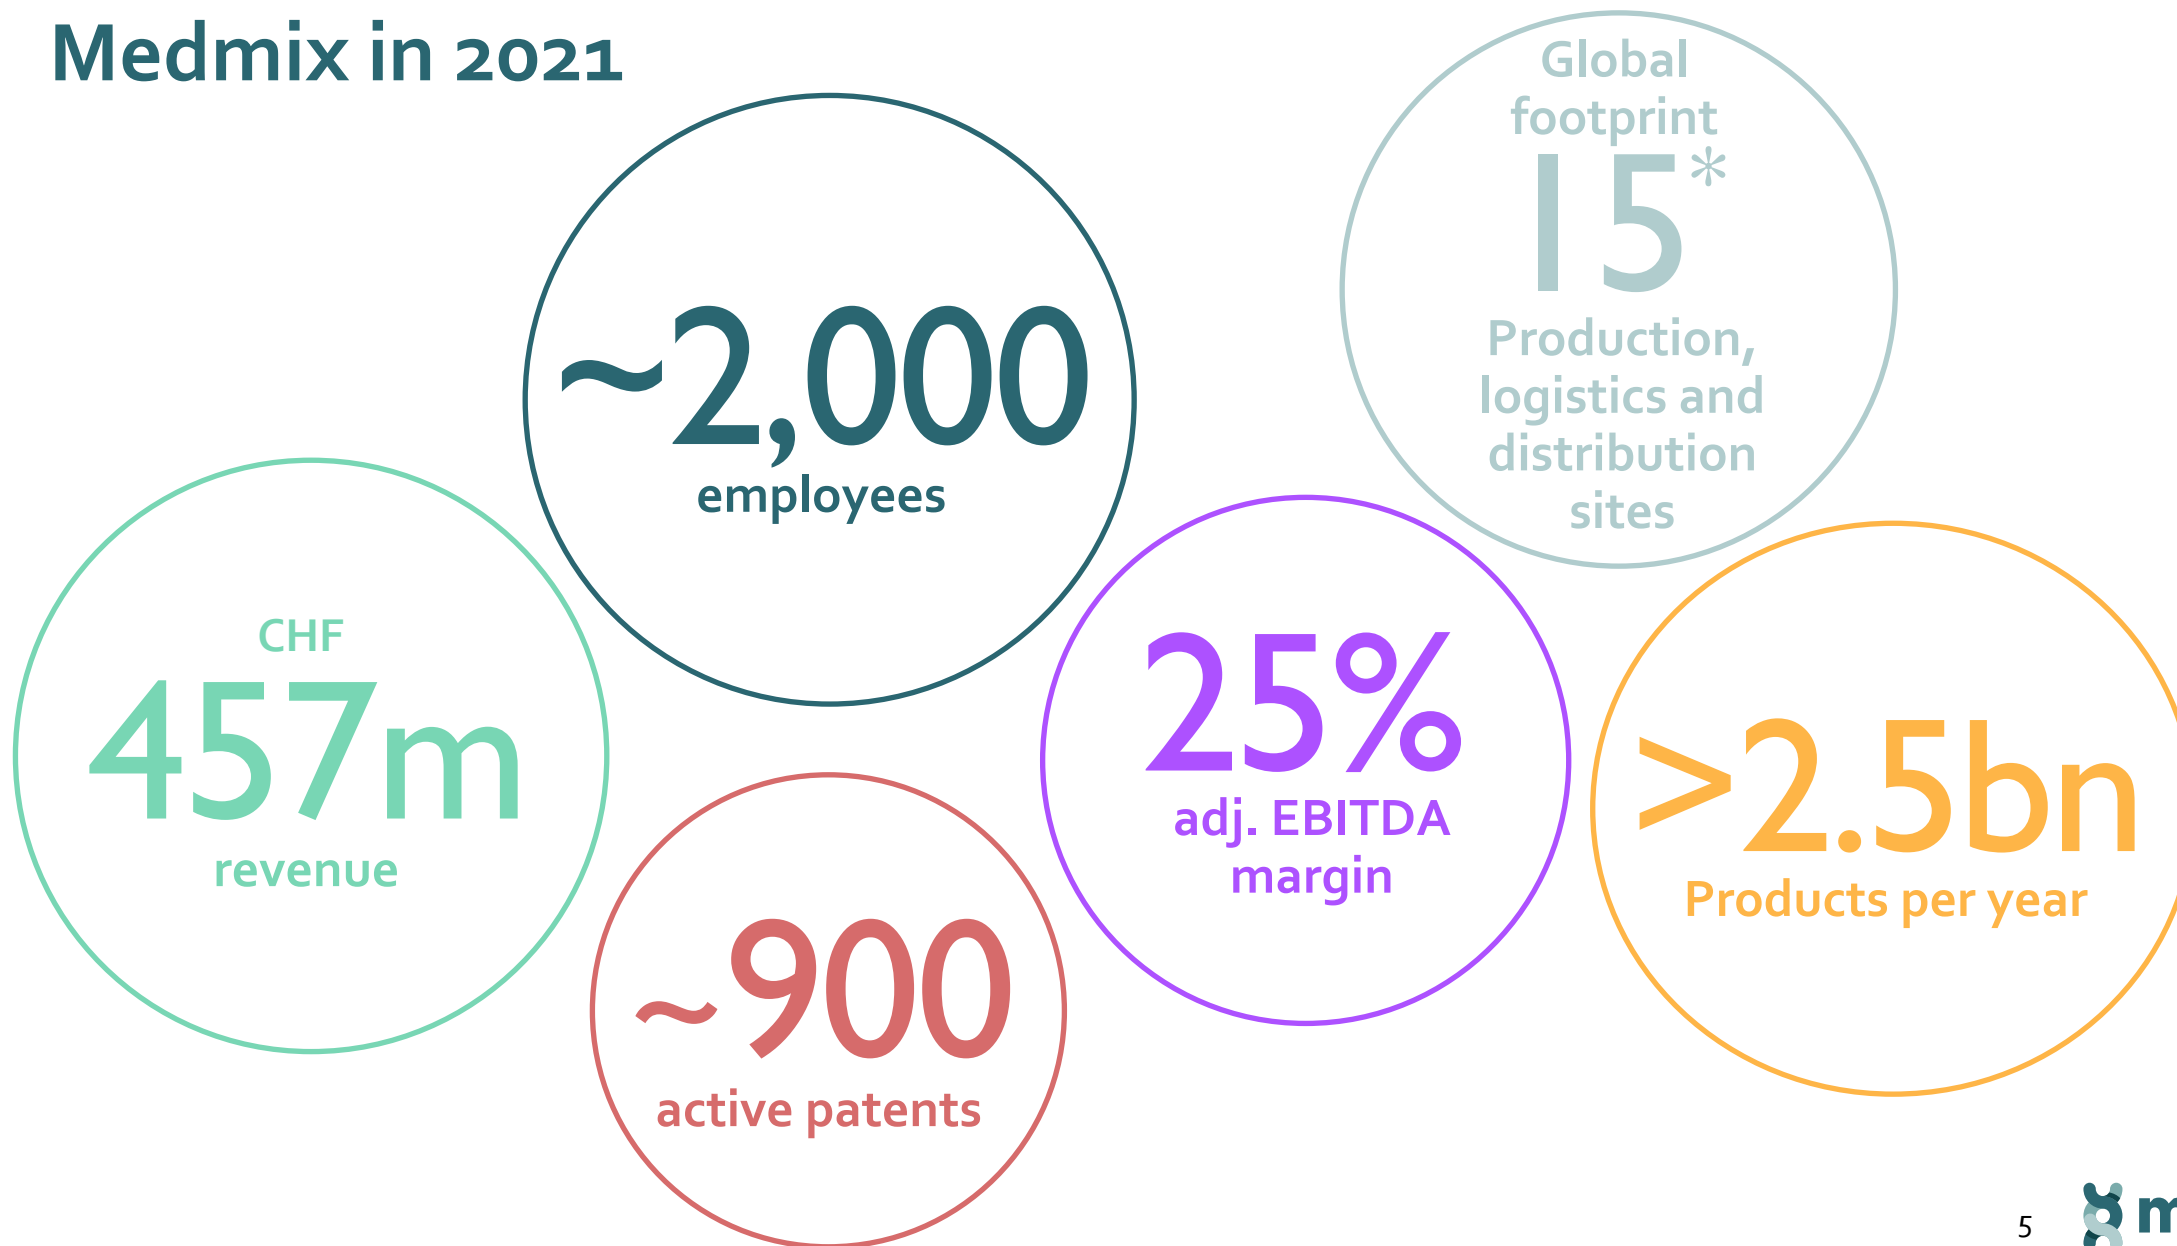 Medmix in 2021
Global
footprint
15*
Production,
logistics and
distribution
sites
~2,000
employees
CHF
457m
revenue
25%
adj. EBITDA
margin
>2.5bn
Products per year
~900
active patents
5
m